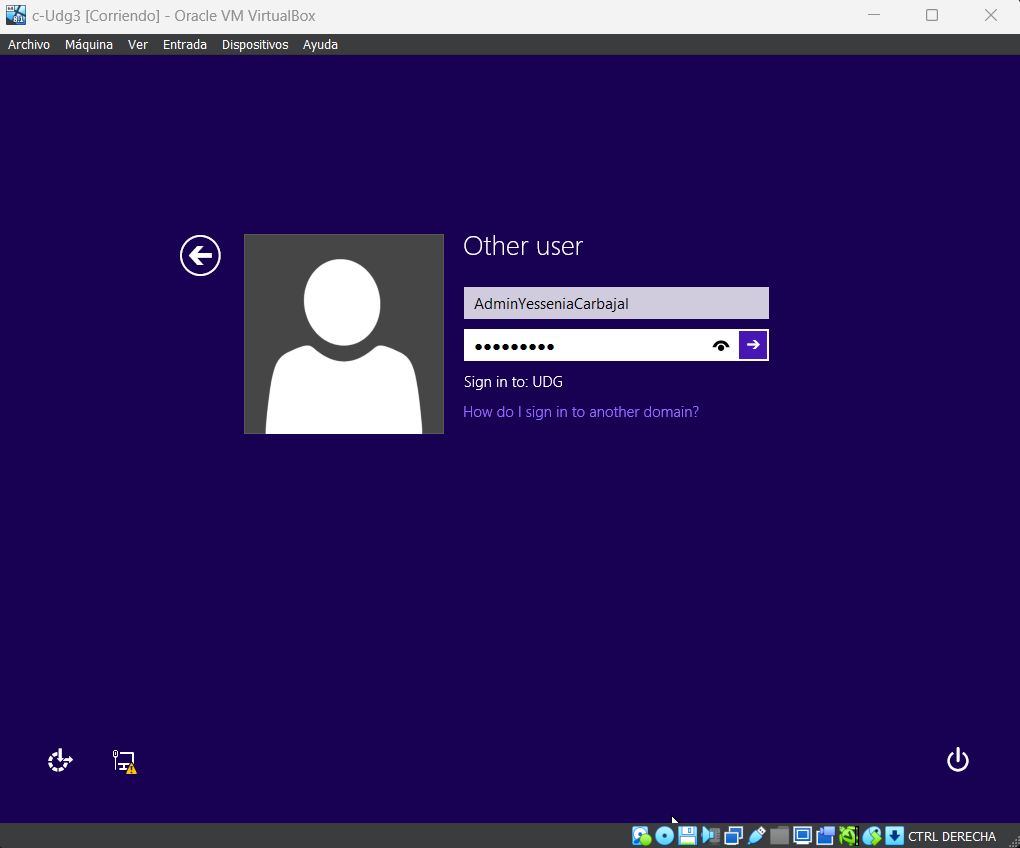 c-Udg3 [Corriendo] - Oracle VM VirtualBox
Archivo Máquina Ver Entrada Dispositivos Ayuda
Other user
AdminYesseniaCarbajal
Sign in to: UDG
How do I sign in to another domain?
CTRL DERECHA